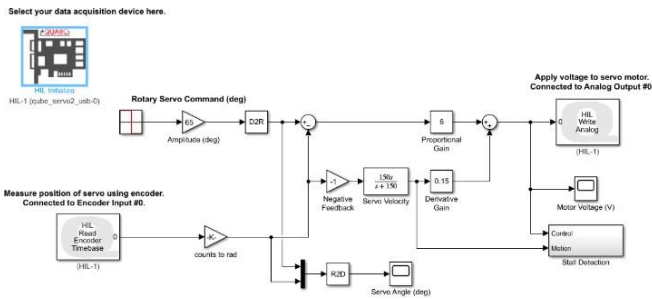 Select your data acquisition device here.
QUARC
HIL Initialize
HIL-1 (qube_servo2_usb-0)
Rotary Servo Command (deg)
65
Amplitude (deg)
D2R
6
Proportional
Gain
Apply voltage to servo motor.
Connected to Analog Output #0
0
HIL
Write
Analog
(HIL-1)
-1
Negative
Feedback
150s
s + 150
Servo Velocity
0.15
Derivative
Gain
Motor Voltage (V)
Measure position of servo using encoder.
Connected to Encoder Input #0.
HIL
Read
Encoder
Timebase
0
(HIL-1)
-K-
counts to rad
Control
Motion
Stall Detection
R2D
Servo Angle (deg)